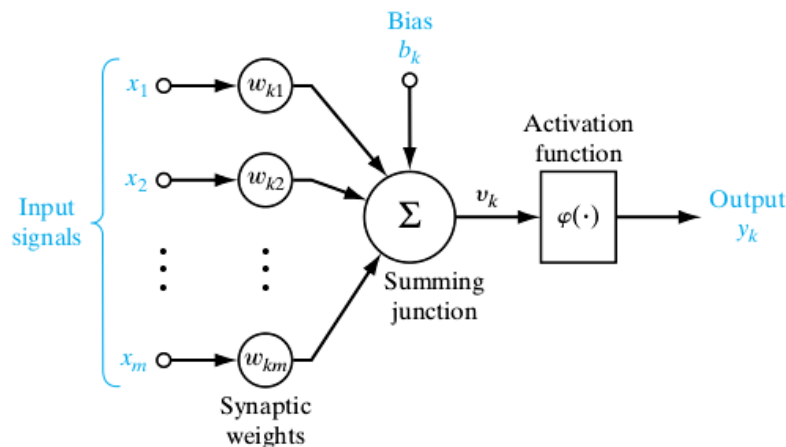 Bias
b_k
x_1
w_k1
Activation
function
x_2
w_k2
Input
signals
Σ
v_k
φ(·)
Output
y_k
Summing
junction
x_m
w_km
Synaptic
weights